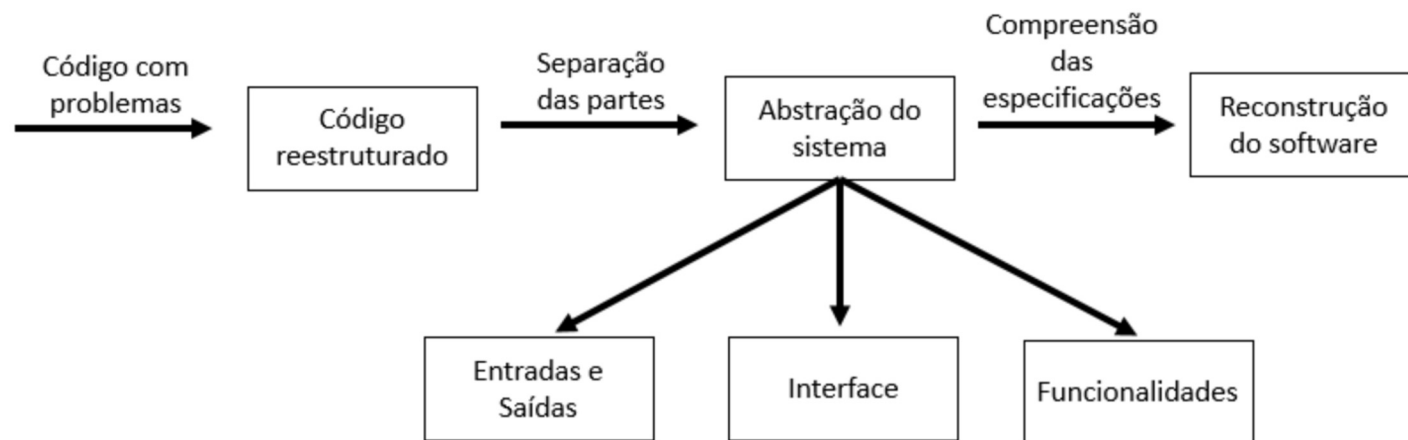 Código com
problemas
Código
reestruturado
Separação
das partes
Abstração do
sistema
Compreensão
das
especificações
Reconstrução
do software
Entradas e
Saídas
Interface
Funcionalidades